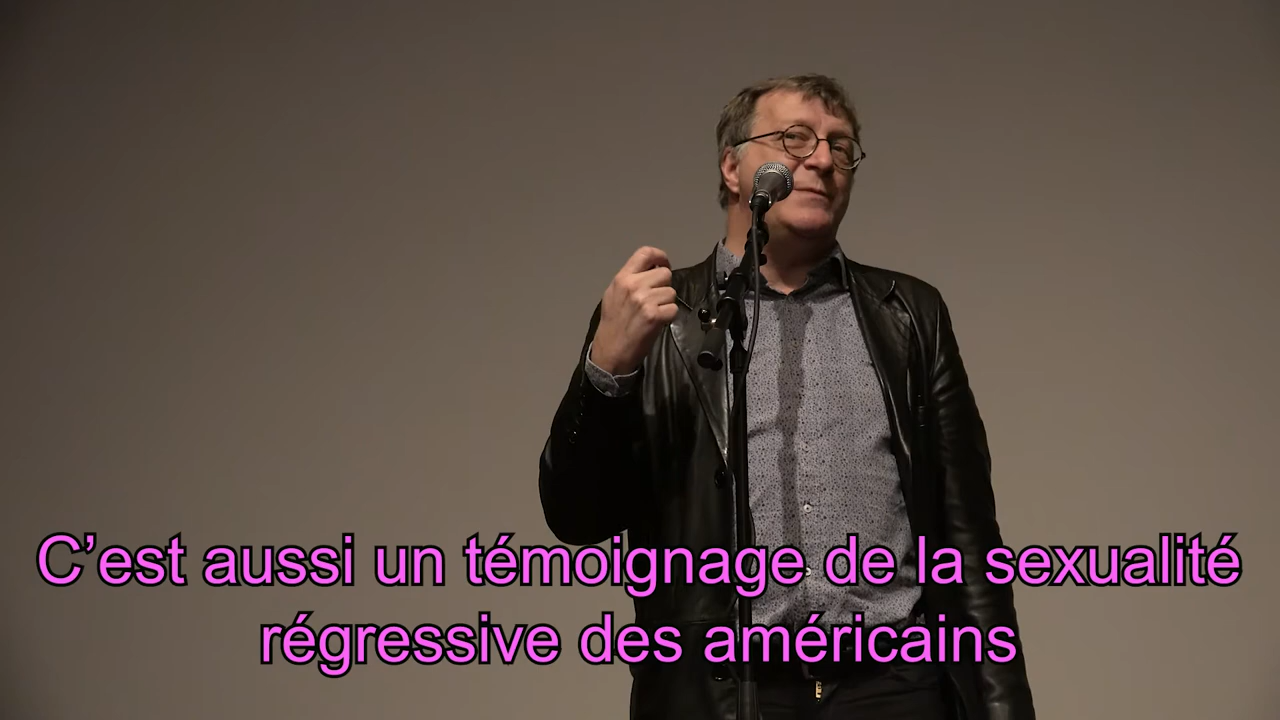 C’est aussi un témoignage de la sexualité
régressive des américains